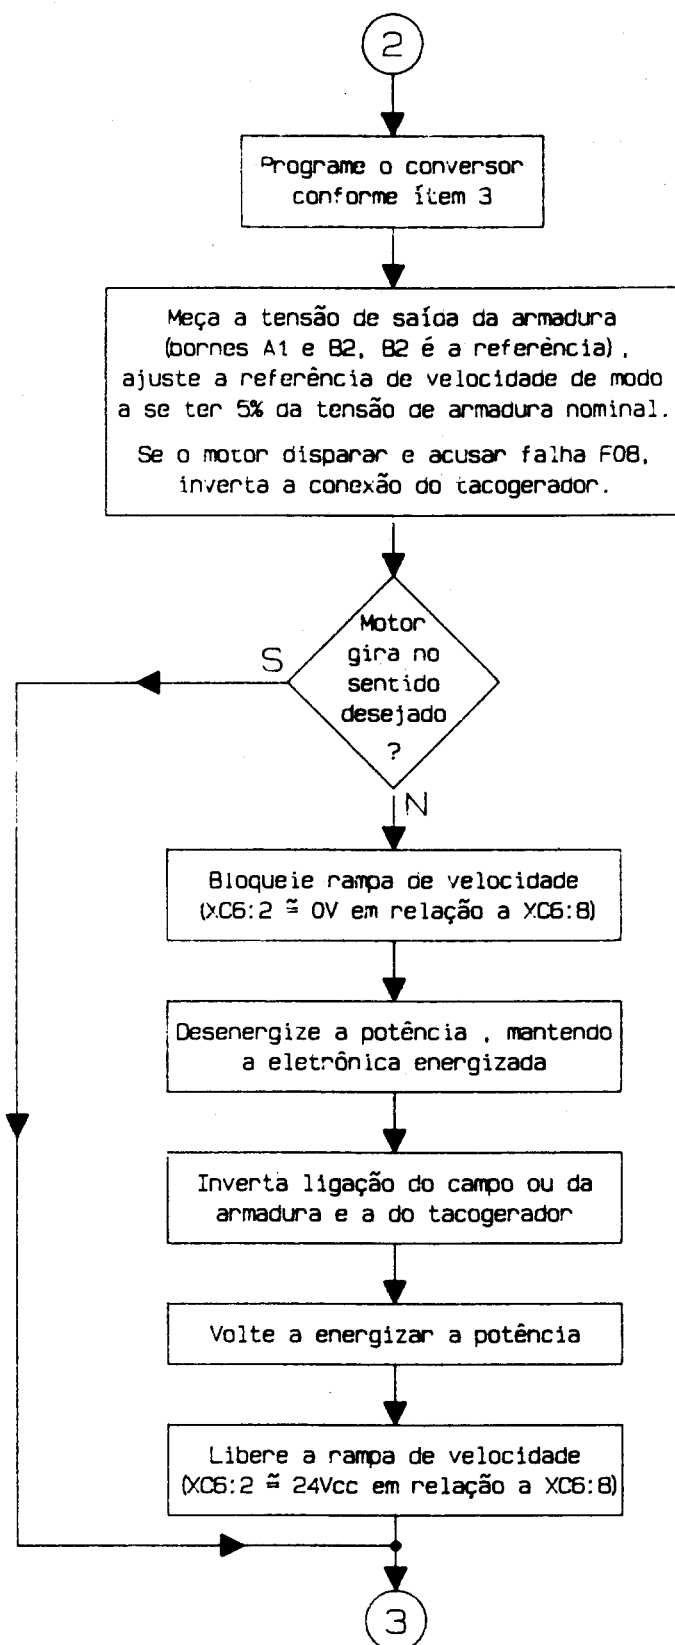 2
Programe o conversor
conforme ítem 3
Meça a tensão de saída da armadura
(bornes A1 e B2, B2 é a referência),
ajuste a referência de velocidade de modo
a se ter 5% da tensão de armadura nominal.
Se o motor disparar e acusar falha F08,
inverta a conexão do tacogerador.
Motor
gira no
sentido
desejado
?
S
N
Bloqueie rampa de velocidade
(XC6:2 ≅ 0V em relação a XC6:8)
Desenergize a potência , mantendo
a eletrônica energizada
Inverta ligação do campo ou da
armadura e a do tacogerador
Volte a energizar a potência
Libere a rampa de velocidade
(XC6:2 ≅ 24Vcc em relação a XC6:8)
3